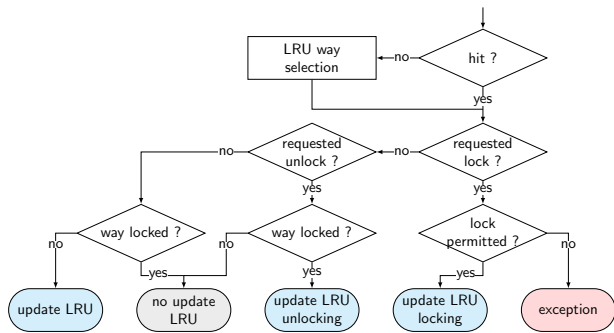 LRU way
selection
no
hit ?
yes
no
requested
unlock ?
no
requested
lock ?
yes
yes
way locked ?
no
way locked ?
lock
permitted ?
no
no
yes
yes
yes
update LRU
no update
LRU
update LRU
unlocking
update LRU
locking
exception